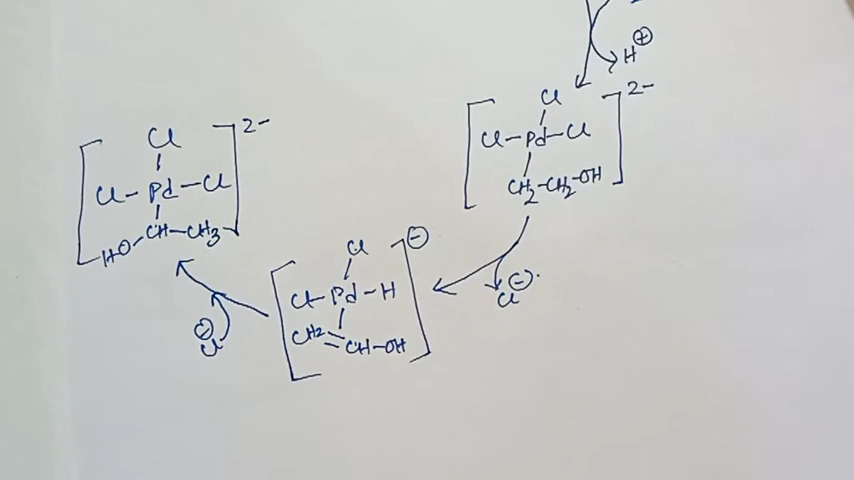 H⊕
[Cl
Cl-Pd-Cl
CH2-CH2-OH]2-
[Cl
Cl-Pd-Cl
HO-CH-CH3]2-
Cl⊖
[Cl
Cl-Pd-H
CH2=CH-OH]⊖
Cl⊖